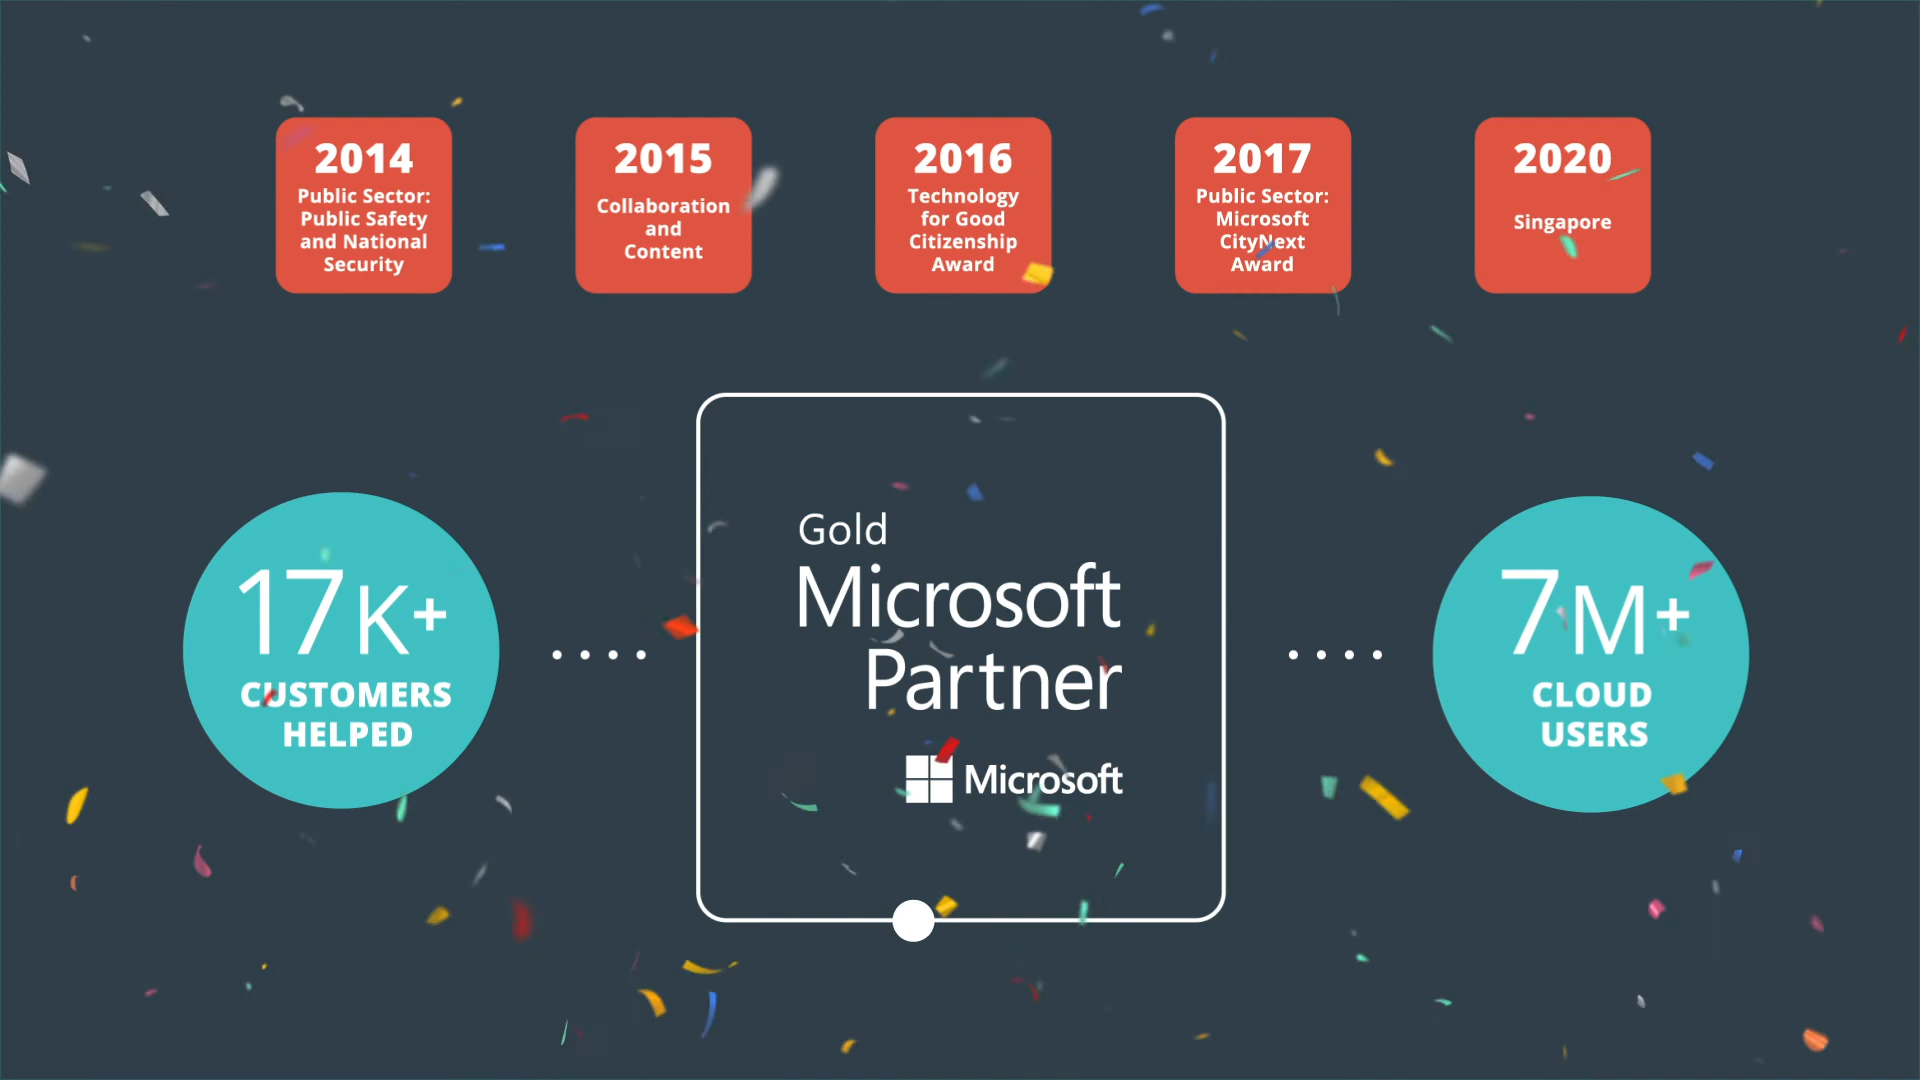 2014
Public Sector:
Public Safety
and National
Security
2015
Collaboration
and
Content
2016
Technology
for Good
Citizenship
Award
2017
Public Sector:
Microsoft
CityNext
Award
2020
Singapore
17K+
CUSTOMERS
HELPED
Gold
Microsoft
Partner
Microsoft
7M+
CLOUD
USERS